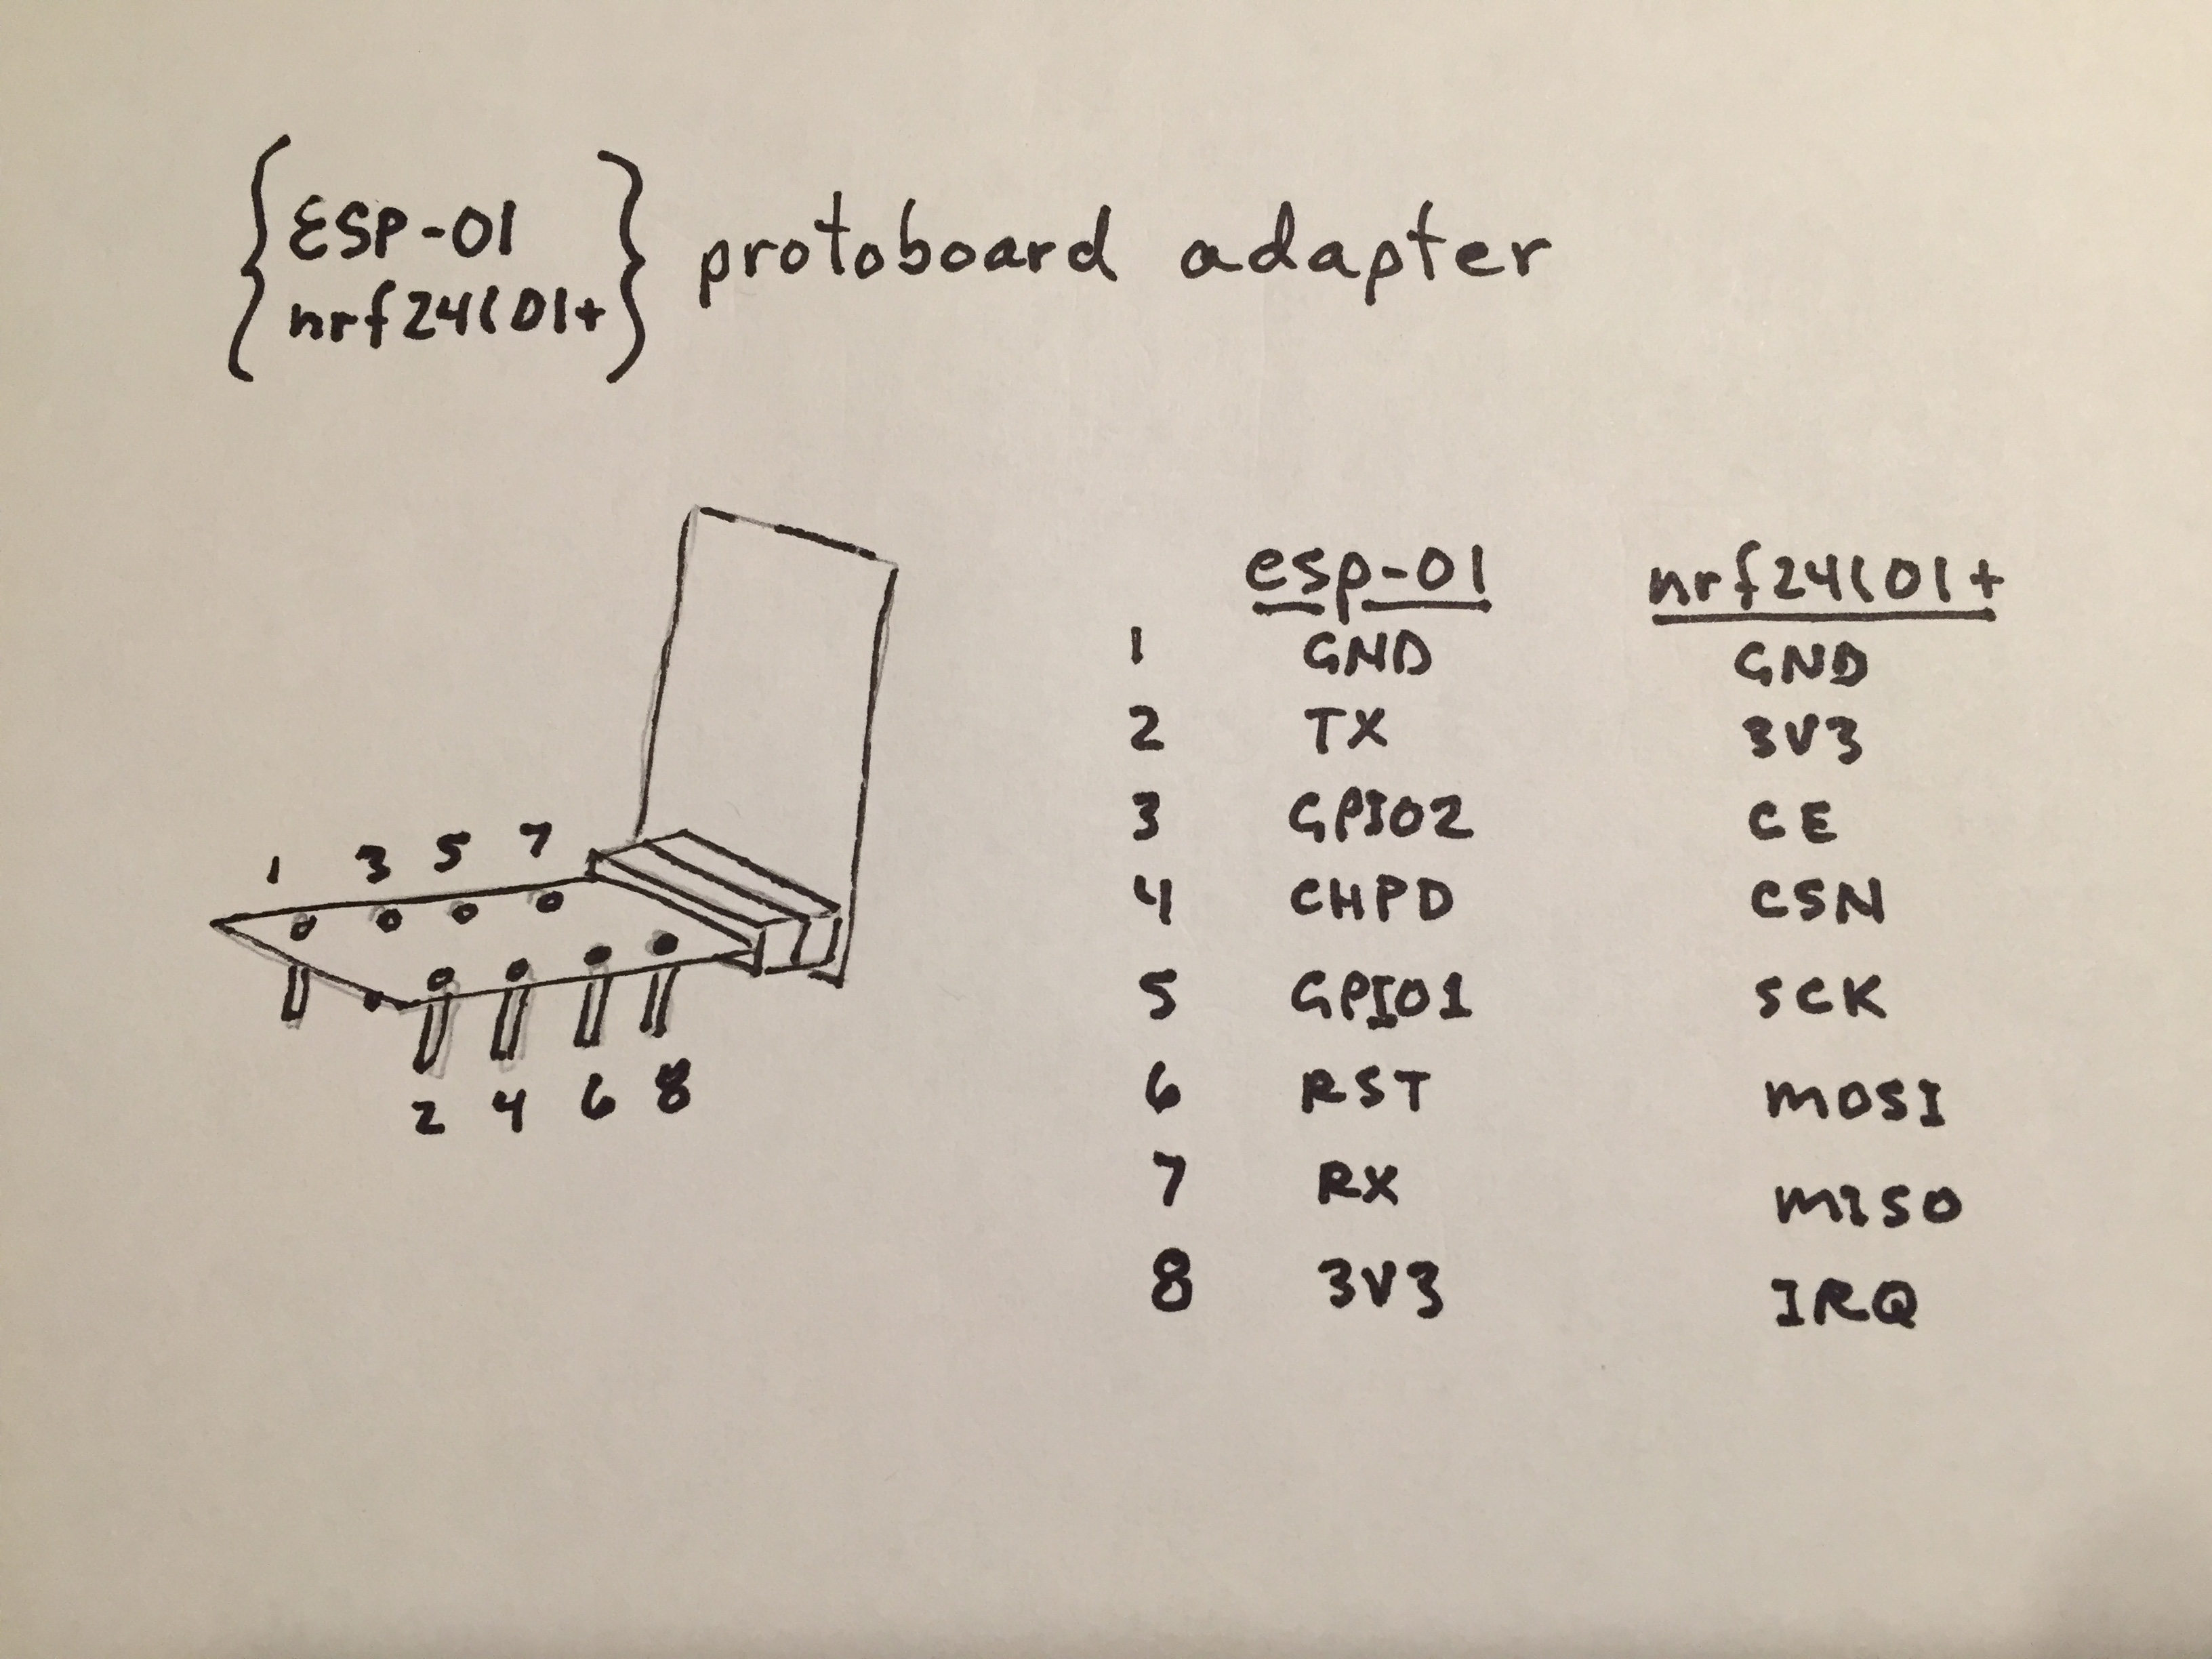 {ESP-01
nrf24l01+} protoboard adapter
1 3 5 7
2 4 6 8
esp-01 nrf24l01+
1 GND GND
2 TX 3V3
3 GPIO2 CE
4 CHPD CSN
5 GPIO1 SCK
6 RST MOSI
7 RX MISO
8 3V3 IRQ